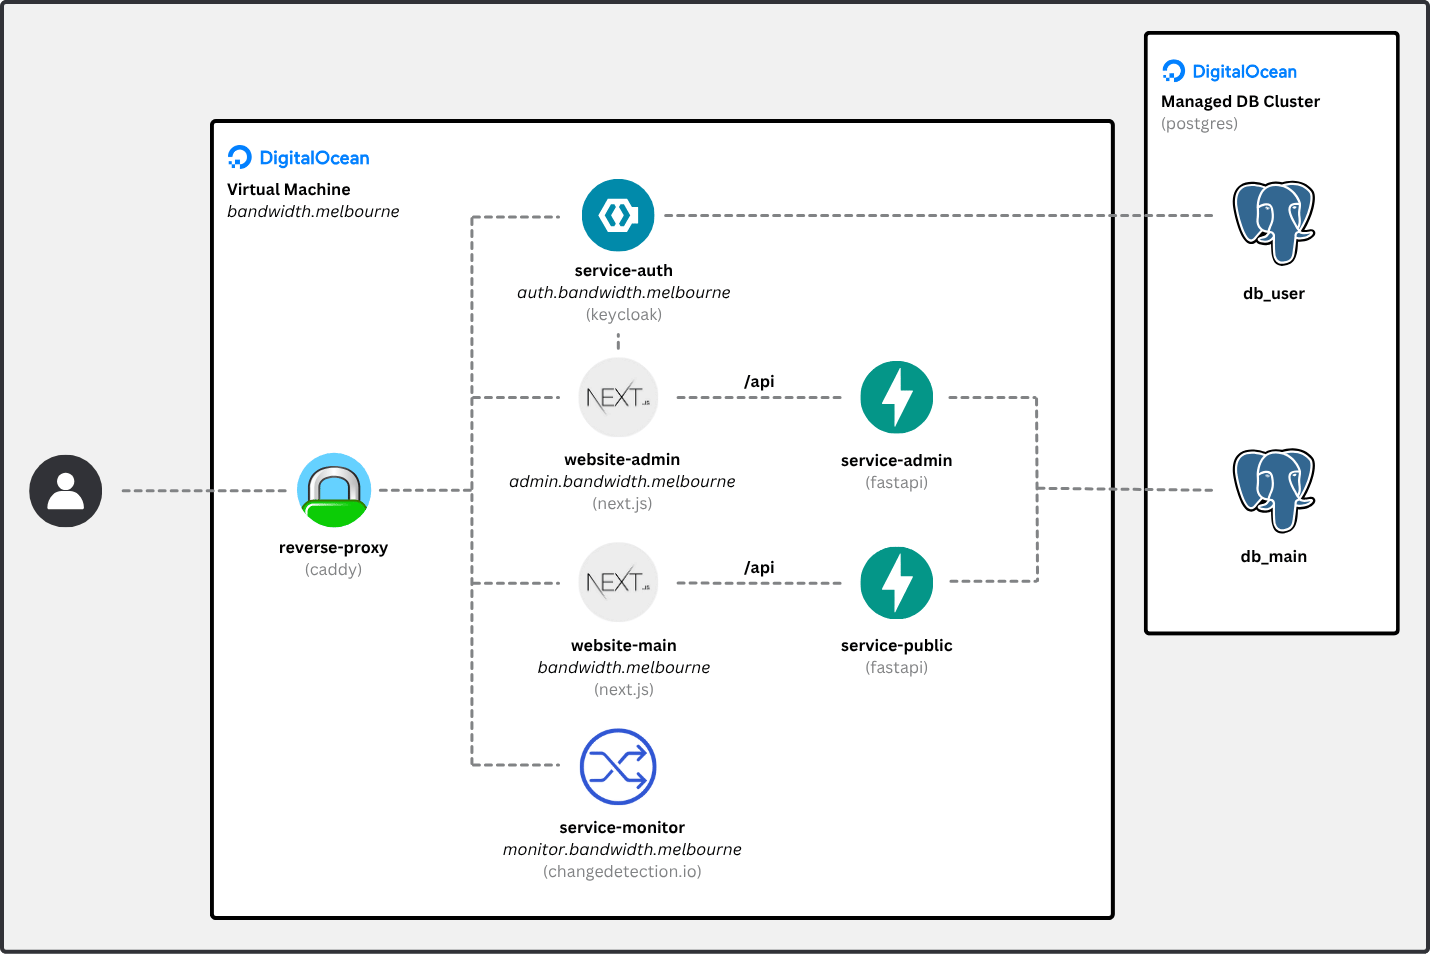 DigitalOcean
Managed DB Cluster
(postgres)
DigitalOcean
Virtual Machine
bandwidth.melbourne
service-auth
auth.bandwidth.melbourne
(keycloak)
db_user
NEXT.JS
/api
website-admin
admin.bandwidth.melbourne
(next.js)
service-admin
(fastapi)
reverse-proxy
(caddy)
db_main
NEXT.JS
/api
website-main
bandwidth.melbourne
(next.js)
service-public
(fastapi)
service-monitor
monitor.bandwidth.melbourne
(changedetection.io)